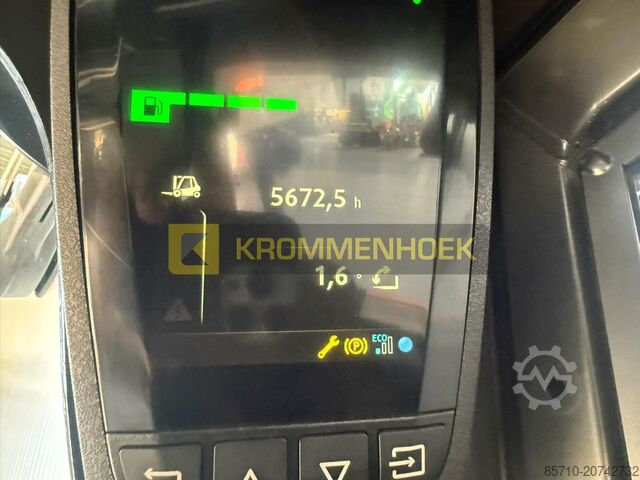 5672,5 h
K KROMMENHOEK
1,6 °
P
ECO
85710-20742732